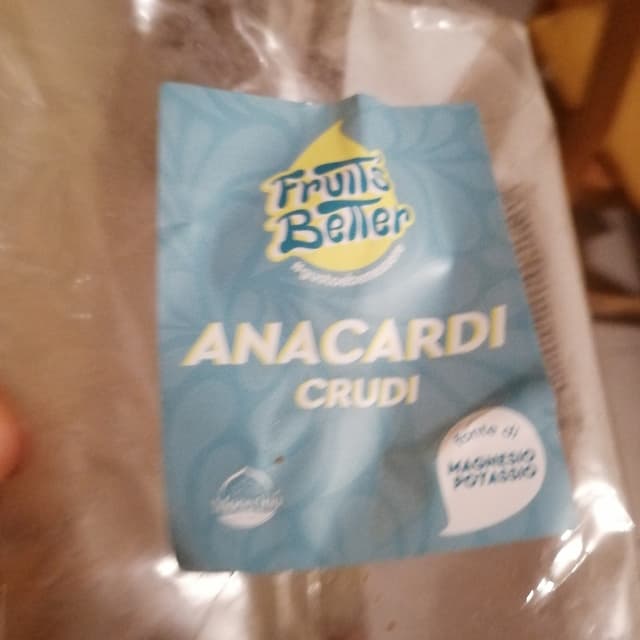 Fruits
Better
ANACARDI
CRUDI
fonte di
MAGNESIO
POTASSIO